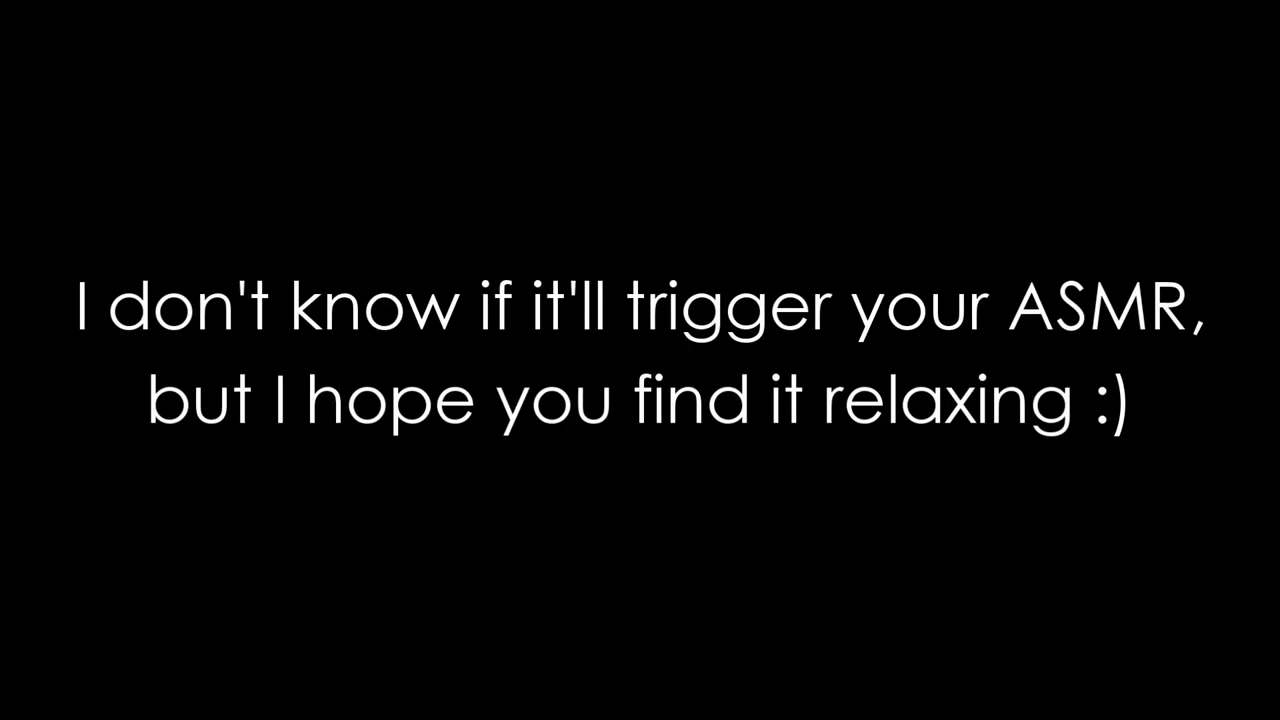 I don't know if it'll trigger your ASMR,
but I hope you find it relaxing :)